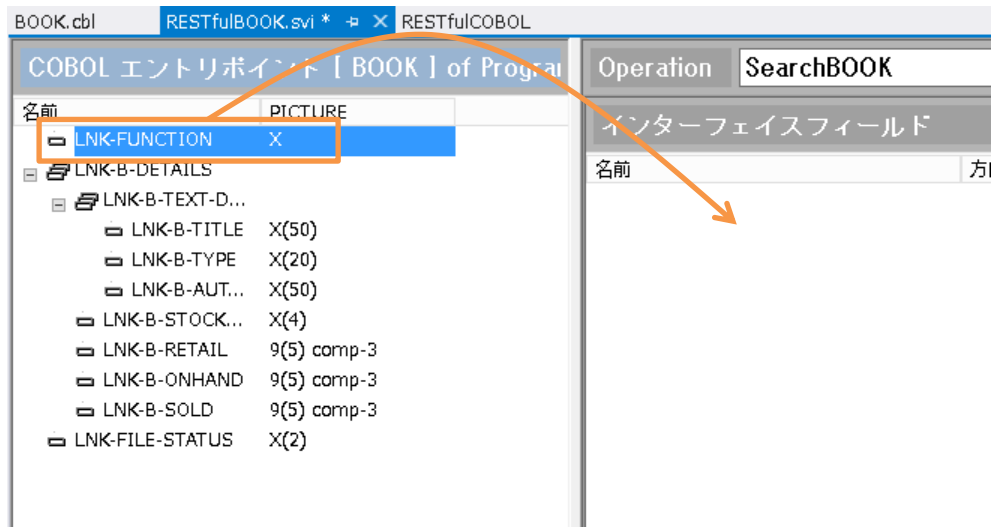 BOOK.cbl RESTfulBOOK.svi * RESTfulCOBOL
COBOL エントリポイント [ BOOK ] of
名前 PICTURE
LNK-FUNCTION X
LNK-B-DETAILS
LNK-B-TEXT-D...
LNK-B-TITLE X(50)
LNK-B-TYPE X(20)
LNK-B-AUT... X(50)
LNK-B-STOCK... X(4)
LNK-B-RETAIL 9(5) comp-3
LNK-B-ONHAND 9(5) comp-3
LNK-B-SOLD 9(5) comp-3
LNK-FILE-STATUS X(2)
Operation SearchBOOK
インターフェイスフィールド
名前